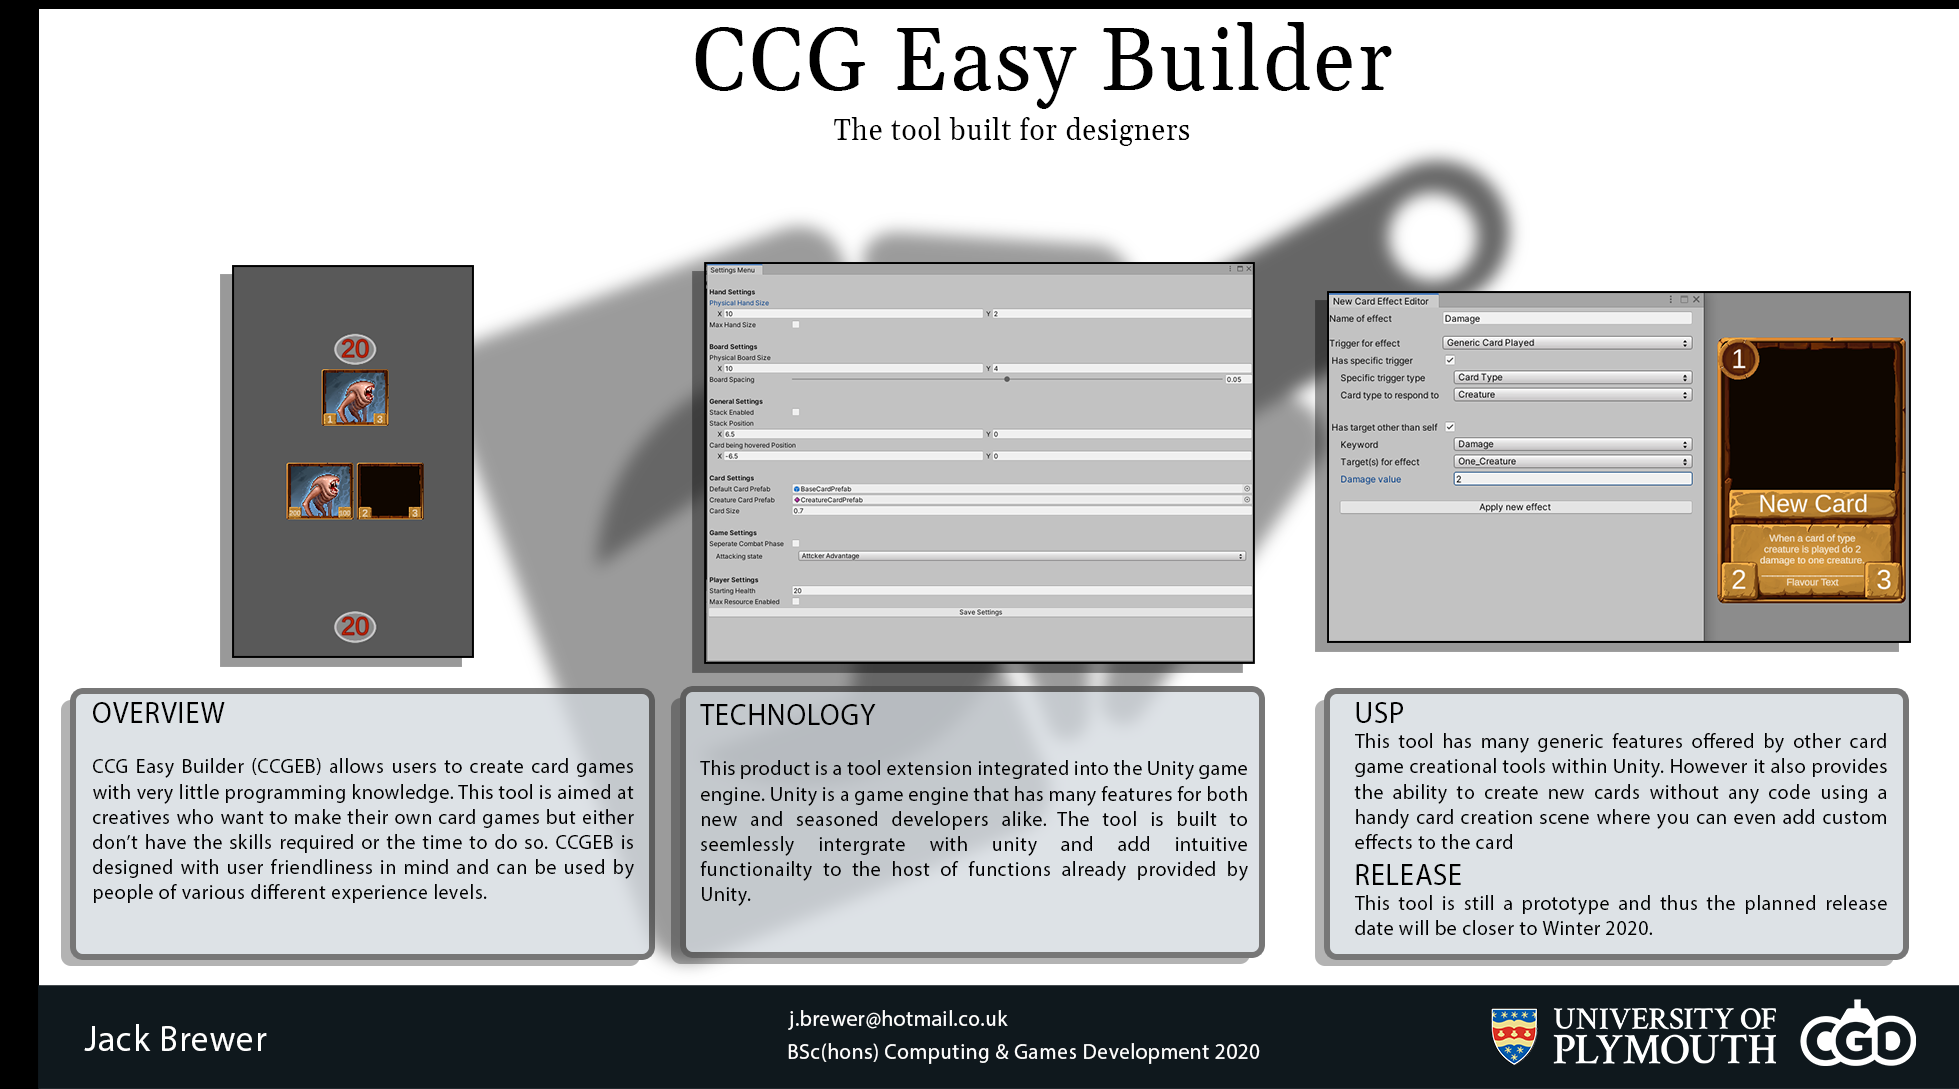 CCG Easy Builder
The tool built for designers
20
1 3
200 100 2 3
20
Settings Menu
Hand Settings
Physical Hand Size
X 10 Y 2
Max Hand Size
Board Settings
Physical Board Size
X 10 Y 4
Board Spacing 0.05
General Settings
Stack Enabled
Stack Position
X 6.5 Y 0
Card being hovered Position
X -6.5 Y 0
Card Settings
Default Card Prefab BaseCardPrefab
Creature Card Prefab CreatureCardPrefab
Card Size 0.7
Game Settings
Seperate Combat Phase
Attacking state Attcker Advantage
Player Settings
Starting Health 20
Max Resource Enabled
Save Settings
New Card Effect Editor
Name of effect Damage
Trigger for effect Generic Card Played
Has specific trigger
Specific trigger type Card Type
Card type to respond to Creature
Has target other than self
Keyword Damage
Target(s) for effect One_Creature
Damage value 2
Apply new effect
1
New Card
When a card of type
creature is played do 2
damage to one creature.
2 Flavour Text 3
OVERVIEW
CCG Easy Builder (CCGEB) allows users to create card games
with very little programming knowledge. This tool is aimed at
creatives who want to make their own card games but either
don't have the skills required or the time to do so. CCGEB is
designed with user friendliness in mind and can be used by
people of various different experience levels.
TECHNOLOGY
This product is a tool extension integrated into the Unity game
engine. Unity is a game engine that has many features for both
new and seasoned developers alike. The tool is built to
seemlessly intergrate with unity and add intuitive
functionailty to the host of functions already provided by
Unity.
USP
This tool has many generic features offered by other card
game creational tools within Unity. However it also provides
the ability to create new cards without any code using a
handy card creation scene where you can even add custom
effects to the card
RELEASE
This tool is still a prototype and thus the planned release
date will be closer to Winter 2020.
Jack Brewer
j.brewer@hotmail.co.uk
BSc(hons) Computing & Games Development 2020
UNIVERSITY OF
PLYMOUTH
CGD